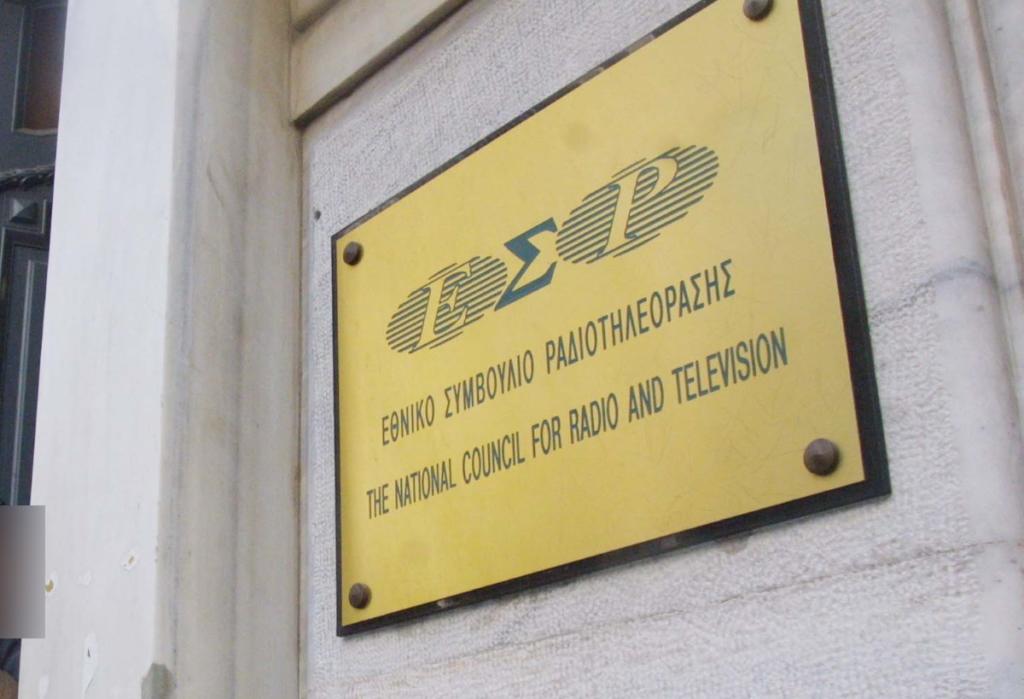 ΕΣΡ
ΕΘΝΙΚΟ ΣΥΜΒΟΥΛΙΟ ΡΑΔΙΟΤΗΛΕΟΡΑΣΗΣ
THE NATIONAL COUNCIL FOR RADIO AND TELEVISION